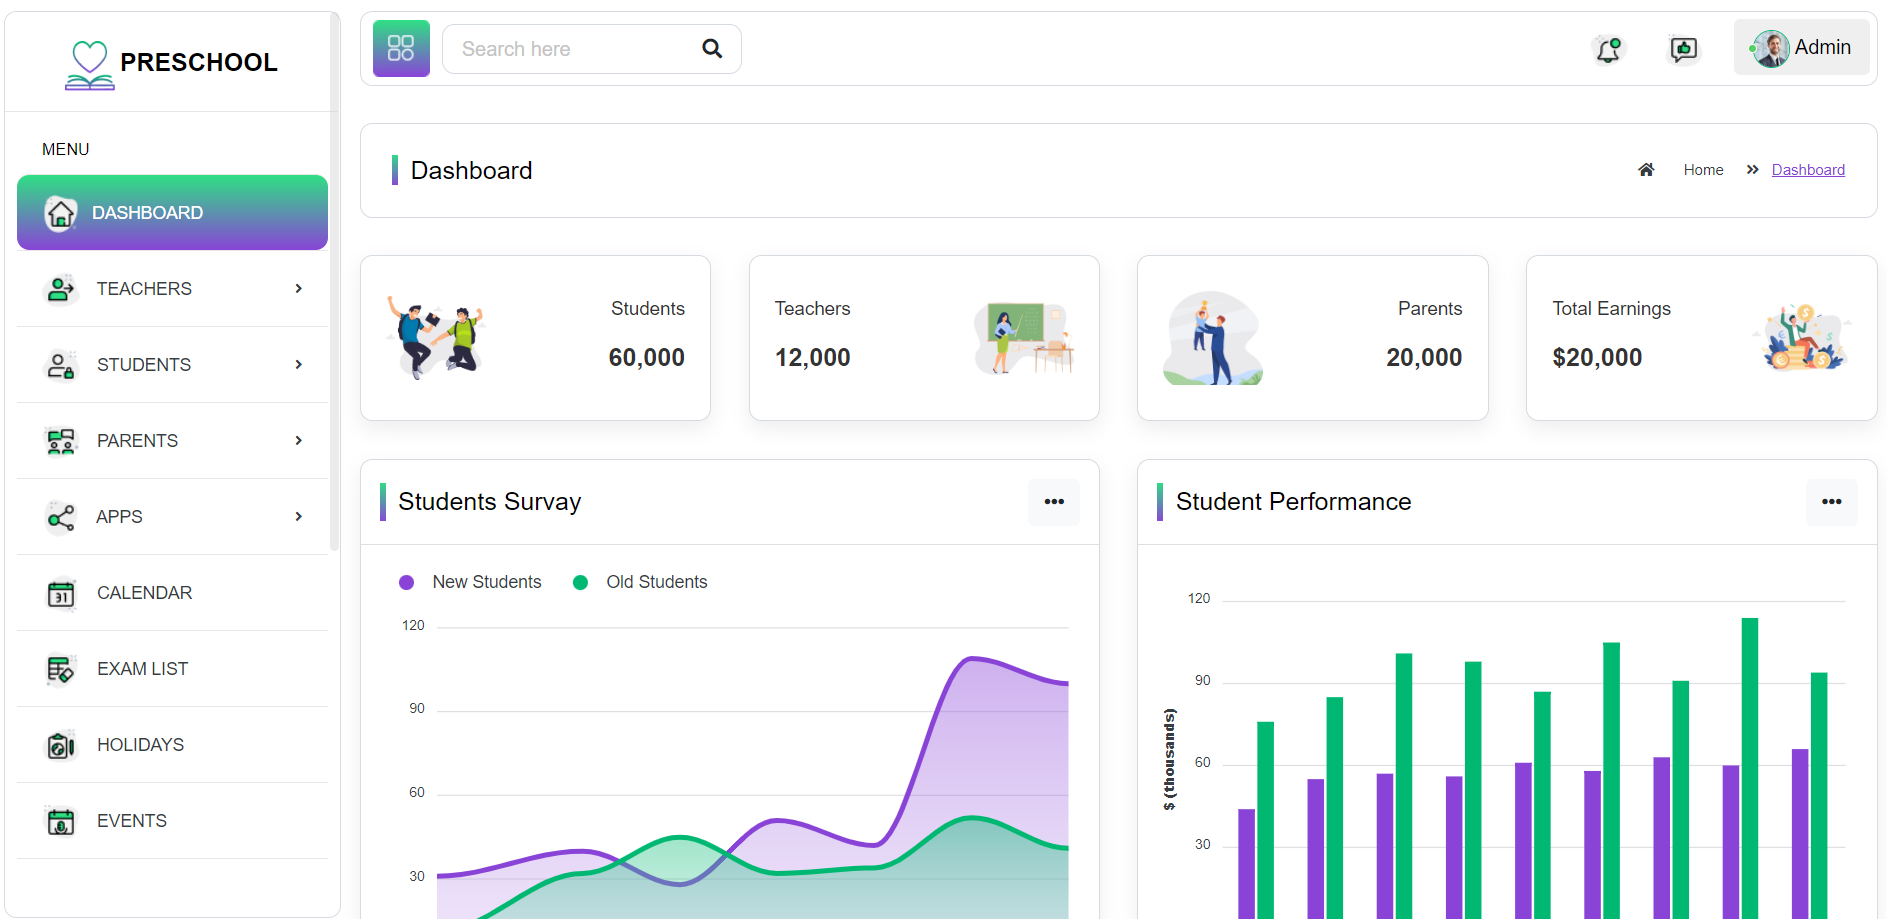 PRESCHOOL
Search here
Admin
MENU
DASHBOARD
TEACHERS
STUDENTS
PARENTS
APPS
CALENDAR
31
EXAM LIST
HOLIDAYS
EVENTS
Dashboard
Home
Dashboard
Students
60,000
Teachers
12,000
Parents
20,000
Total Earnings
$20,000
Students Survay
New Students
Old Students
120
90
60
30
Student Performance
120
90
60
30
$ (thousands)